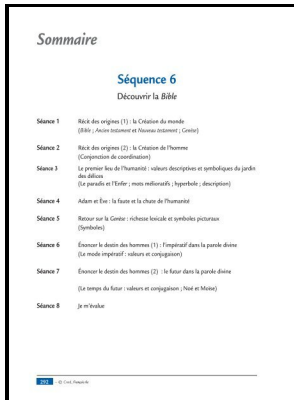 Sommaire
Séquence 6
Découvrir la Bible
Séance 1 Récit des origines (1) : la Création du monde
(Bible ; Ancien testament et Nouveau testament ; Genèse)
Séance 2 Récit des origines (2) : la Création de l'homme
(Conjonction de coordination)
Séance 3 Le premier lieu de l'humanité : valeurs descriptives et symboliques du jardin
des délices
(Le paradis et l'Enfer ; mots mélioratifs ; hyperbole ; description)
Séance 4 Adam et Ève : la faute et la chute de l'humanité
Séance 5 Retour sur la Genèse : richesse lexicale et symboles picturaux
(Symboles)
Séance 6 Énoncer le destin des hommes (1) : l'impératif dans la parole divine
(Le mode impératif : valeurs et conjugaison)
Séance 7 Énoncer le destin des hommes (2) : le futur dans la parole divine
(Le temps du futur : valeurs et conjugaison ; Noé et Moïse)
Séance 8 Je m'évalue
202 © Cned, Français 6e